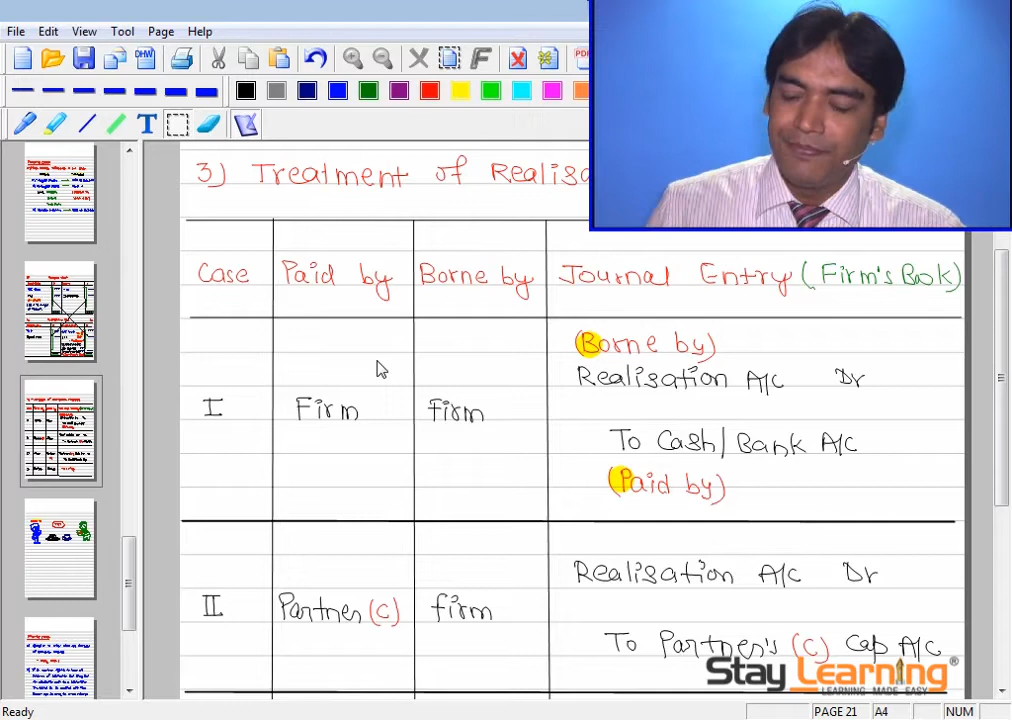 File Edit View Tool Page Help
PDF
3) Treatment of Realisa
Case Paid by Borne by Journal Entry (Firm's Book)
(Borne by)
Realisation A/c Dr
I Firm firm
To Cash/Bank A/c
(Paid by)
Realisation A/c Dr
II Partner (c) firm
To Partner's (c) Cap A/c
Stay Learning®
LEARNING MADE EASY
Ready PAGE 21 A4 NUM